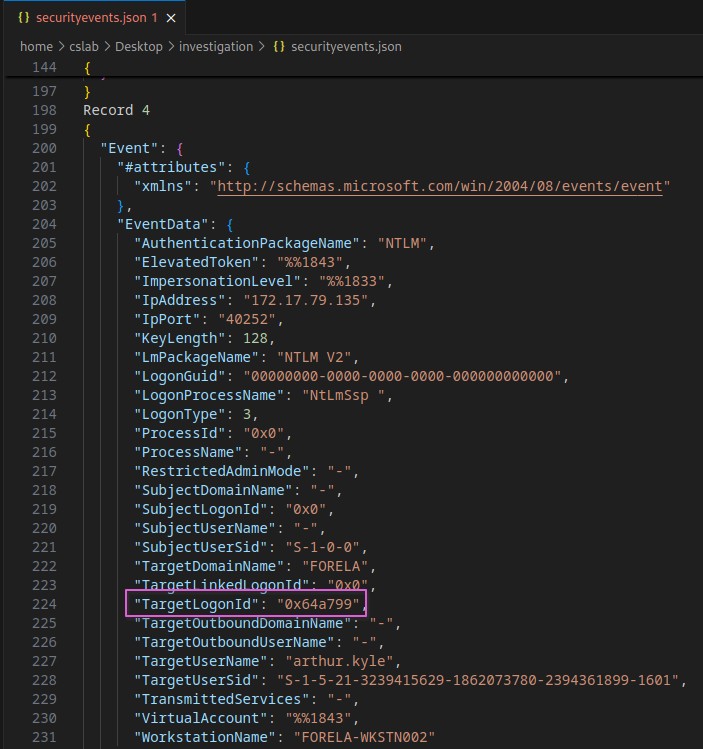 {} securityevents.json 1 ×
home > cslab > Desktop > investigation > {} securityevents.json
144 {
197 }
198 Record 4
199 {
200 "Event": {
201 "#attributes": {
202 "xmlns": "http://schemas.microsoft.com/win/2004/08/events/event"
203 },
204 "EventData": {
205 "AuthenticationPackageName": "NTLM",
206 "ElevatedToken": "%%1843",
207 "ImpersonationLevel": "%%1833",
208 "IpAddress": "172.17.79.135",
209 "IpPort": "40252",
210 "KeyLength": 128,
211 "LmPackageName": "NTLM V2",
212 "LogonGuid": "00000000-0000-0000-0000-000000000000",
213 "LogonProcessName": "NtLmSsp ",
214 "LogonType": 3,
215 "ProcessId": "0x0",
216 "ProcessName": "-",
217 "RestrictedAdminMode": "-",
218 "SubjectDomainName": "-",
219 "SubjectLogonId": "0x0",
220 "SubjectUserName": "-",
221 "SubjectUserSid": "S-1-0-0",
222 "TargetDomainName": "FORELA",
223 "TargetLinkedLogonId": "0x0",
224 "TargetLogonId": "0x64a799",
225 "TargetOutboundDomainName": "-",
226 "TargetOutboundUserName": "-",
227 "TargetUserName": "arthur.kyle",
228 "TargetUserSid": "S-1-5-21-3239415629-1862073780-2394361899-1601",
229 "TransmittedServices": "-",
230 "VirtualAccount": "%%1843",
231 "WorkstationName": "FORELA-WKSTN002"